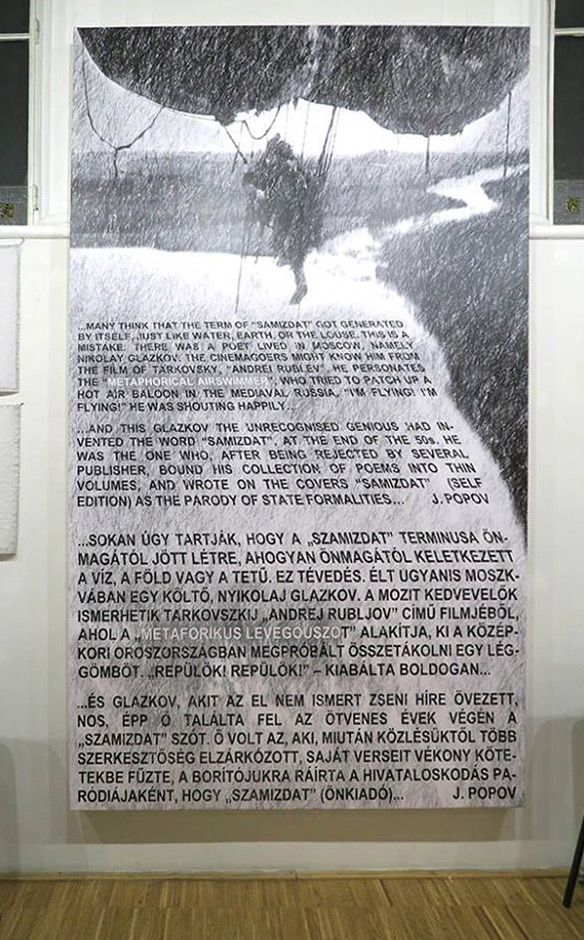 ...MANY THINK THAT THE TERM OF "SAMIZDAT" GOT GENERATED
BY ITSELF, JUST LIKE WATER, EARTH, OR THE LOUSE. THIS IS A
MISTAKE. THERE WAS A POET LIVED IN MOSCOW, NAMELY
NIKOLAY GLAZKOV. THE CINEMAGOERS MIGHT KNOW HIM FROM
THE FILM OF TARKOVSKY, "ANDREI RUBLEV". HE PERSONATES
THE "METAPHORICAL AIRSWIMMER", WHO TRIED TO PATCH UP A
HOT AIR BALOON IN THE MEDIAVAL RUSSIA. "I'M FLYING! I'M
FLYING!" HE WAS SHOUTING HAPPILY...
...AND THIS GLAZKOV THE UNRECOGNISED GENIOUS HAD IN-
VENTED THE WORD "SAMIZDAT", AT THE END OF THE 50s. HE
WAS THE ONE WHO, AFTER BEING REJECTED BY SEVERAL
PUBLISHER, BOUND HIS COLLECTION OF POEMS INTO THIN
VOLUMES, AND WROTE ON THE COVERS "SAMIZDAT" (SELF
EDITION) AS THE PARODY OF STATE FORMALITIES... J. POPOV
...SOKAN ÚGY TARTJÁK, HOGY A „SZAMIZDAT” TERMINUSA ÖN-
MAGÁTÓL JÖTT LÉTRE, AHOGYAN ÖNMAGÁTÓL KELETKEZETT
A VÍZ, A FÖLD VAGY A TETŰ. EZ TÉVEDÉS. ÉLT UGYANIS MOSZK-
VÁBAN EGY KÖLTŐ, NYIKOLAJ GLAZKOV. A MOZIT KEDVEVELŐK
ISMERHETIK TARKOVSZKIJ „ANDREJ RUBLJOV” CÍMŰ FILMJÉBŐL,
AHOL A „METAFORIKUS LEVEGOUSZOT” ALAKÍTJA, KI A KÖZÉP-
KORI OROSZORSZÁGBAN MEGPRÓBÁLT ÖSSZETÁKOLNI EGY LÉG-
GÖMBÖT. „REPÜLÖK! REPÜLÖK!” – KIABÁLTA BOLDOGAN...
...ÉS GLAZKOV, AKIT AZ EL NEM ISMERT ZSENI HÍRE ÖVEZETT,
NOS, ÉPP Ő TALÁLTA FEL AZ ÖTVENES ÉVEK VÉGÉN A
„SZAMIZDAT” SZÓT. Ő VOLT AZ, AKI, MIUTÁN KÖZLÉSÜKTŐL TÖBB
SZERKESZTŐSÉG ELZÁRKÓZOTT, SAJÁT VERSEIT VÉKONY KÖTE-
TEKBE FŰZTE, A BORÍTÓJUKRA RÁÍRTA A HIVATALOSKODÁS PA-
RÓDIÁJAKÉNT, HOGY „SZAMIZDAT” (ÖNKIADÓ)... J. POPOV